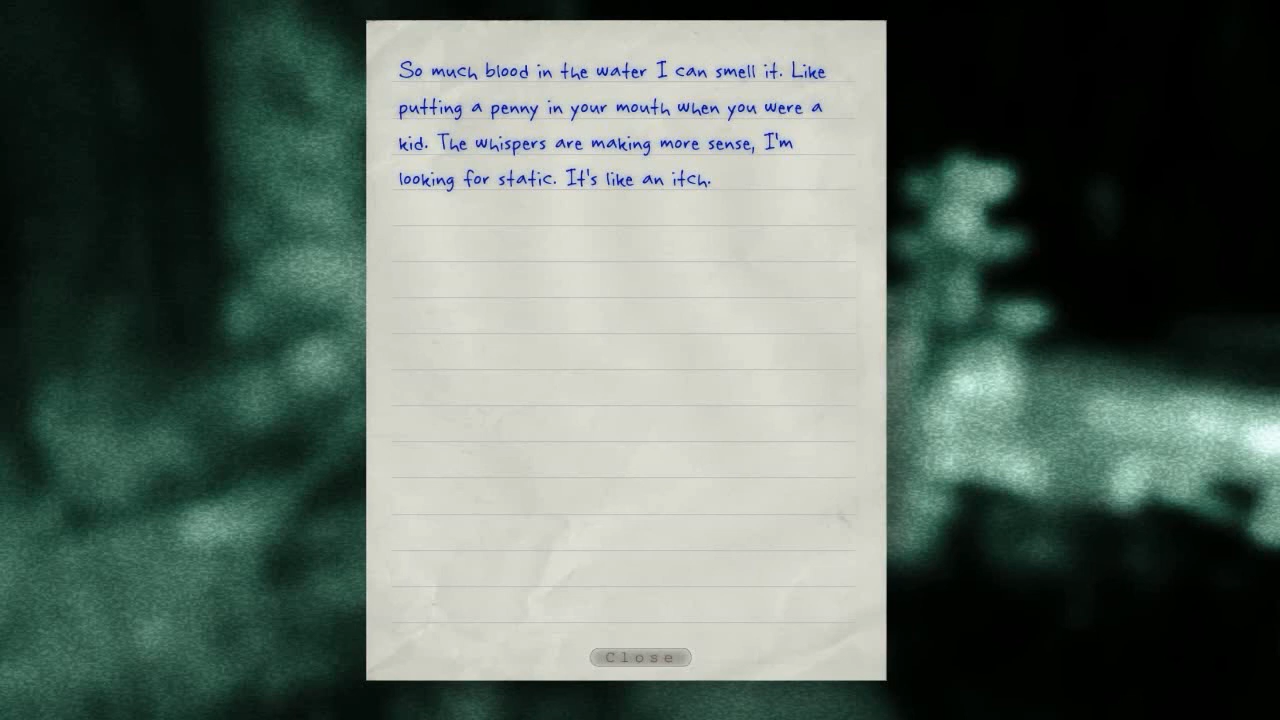 So much blood in the water I can smell it. Like
putting a penny in your mouth when you were a
kid. The whispers are making more sense, I'm
looking for static. It's like an itch.
Close